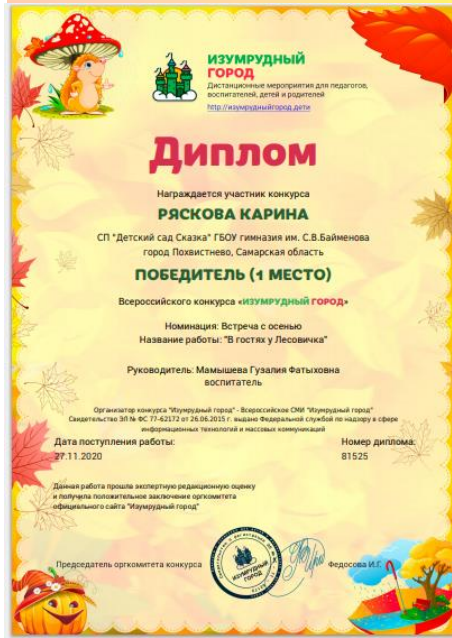 ИЗУМРУДНЫЙ
ГОРОД
Дистанционные мероприятия для педагогов,
воспитателей, детей и родителей
http://изумрудныйгород.дети
Диплом
Награждается участник конкурса
РЯСКОВА КАРИНА
СП "Детский сад Сказка" ГБОУ гимназия им. С.В.Байменова
город Похвистнево, Самарская область
ПОБЕДИТЕЛЬ (1 МЕСТО)
Всероссийского конкурса «ИЗУМРУДНЫЙ ГОРОД»
Номинация: Встреча с осенью
Название работы: "В гостях у Лесовичка"
Руководитель: Мамышева Гузалия Фатыховна
воспитатель
Организатор конкурса "Изумрудный город" - Всероссийское СМИ "Изумрудный город"
Свидетельство ЭЛ № ФС 77-62172 от 26.06.2015 г. выдано Федеральной службой по надзору в сфере
информационных технологий и массовых коммуникаций
Дата поступления работы: Номер диплома:
27.11.2020 81525
Данная работа прошла экспертную редакционную оценку
и получила положительное заключение оргкомитета
официального сайта "Изумрудный город"
Председатель оргкомитета конкурса Федосова И.Г.
ИЗУМРУДНЫЙ
ГОРОД